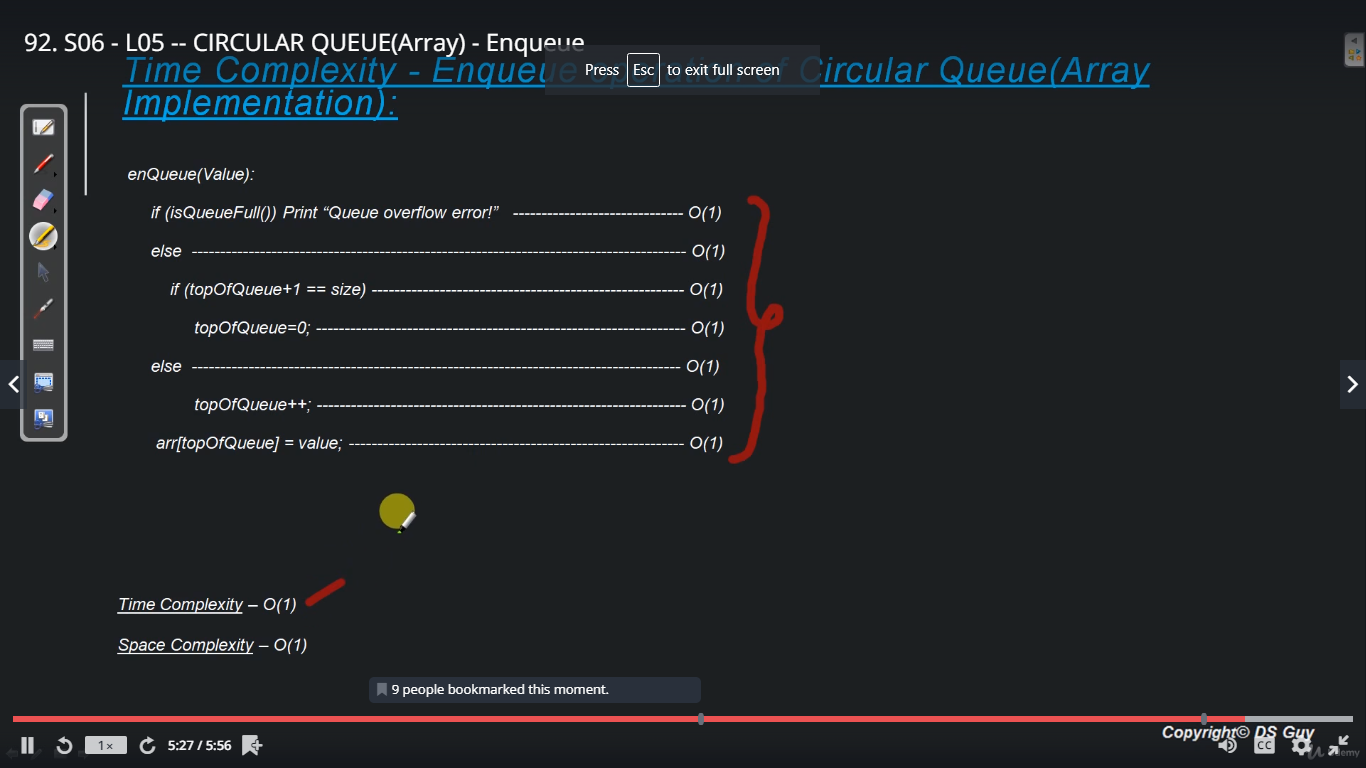 92. S06 - L05 -- CIRCULAR QUEUE(Array) - Enqueue
Press Esc to exit full screen
Time Complexity - Enqueue operation of Circular Queue(Array
Implementation):
enQueue(Value):
if (isQueueFull()) Print “Queue overflow error!” ------------------------------ O(1)
else --------------------------------------------------------------------------------------- O(1)
if (topOfQueue+1 == size) ------------------------------------------------------- O(1)
topOfQueue=0; ----------------------------------------------------------------- O(1)
else -------------------------------------------------------------------------------------- O(1)
topOfQueue++; ----------------------------------------------------------------- O(1)
arr[topOfQueue] = value; ----------------------------------------------------------- O(1)
Time Complexity – O(1)
Space Complexity – O(1)
9 people bookmarked this moment.
Copyright© DS Guy
1x
5:27 / 5:56
CC